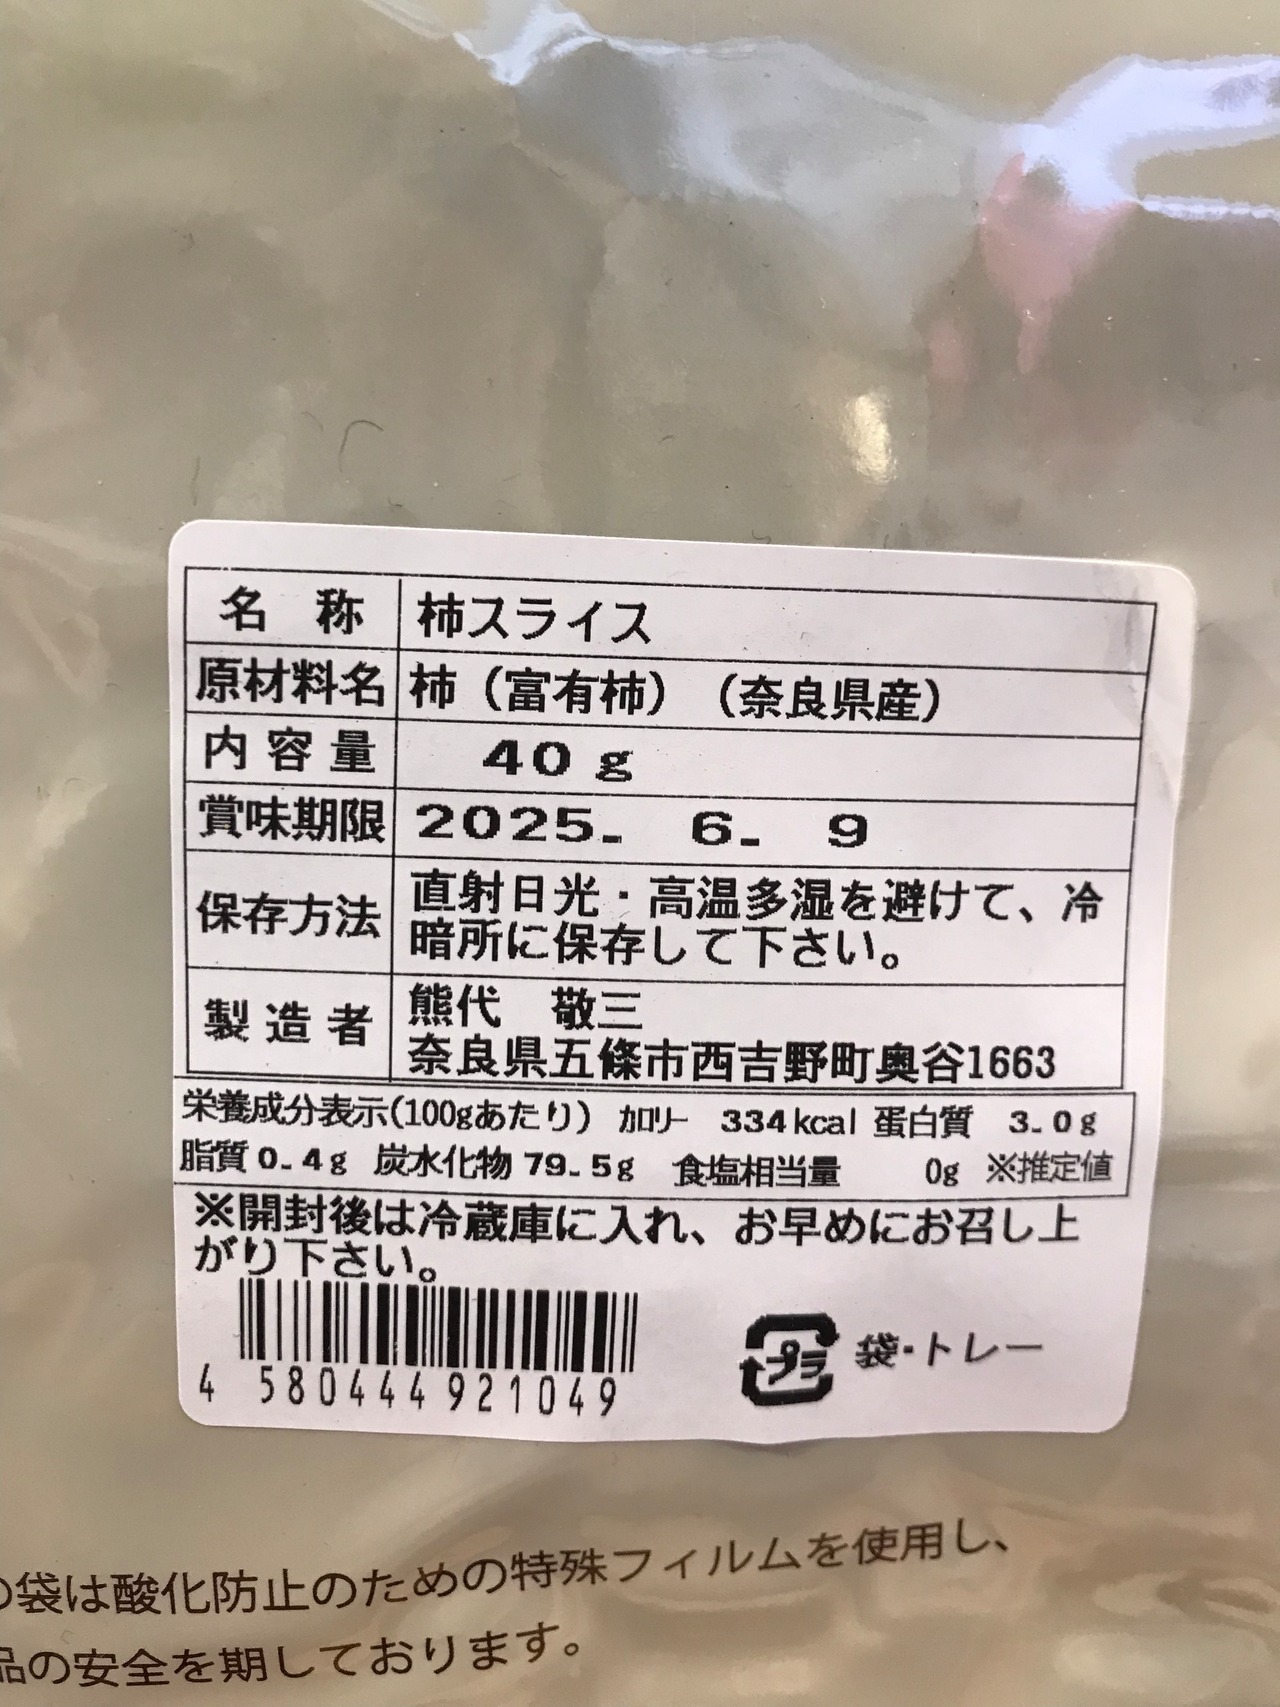 名 称 柿スライス
原材料名 柿（富有柿）（奈良県産）
内容量 40g
賞味期限 2025. 6. 9
保存方法 直射日光・高温多湿を避けて、冷
暗所に保存して下さい。
製造者 熊代 敬三
奈良県五條市西吉野町奥谷1663
栄養成分表示(100gあたり) カロリー 334kcal 蛋白質 3.0g
脂質0.4g 炭水化物79.5g 食塩相当量 0g ※推定値
※開封後は冷蔵庫に入れ、お早めにお召し上
がり下さい。
4 580444 921049
プラ 袋・トレー
の袋は酸化防止のための特殊フィルムを使用し、
品の安全を期しております。